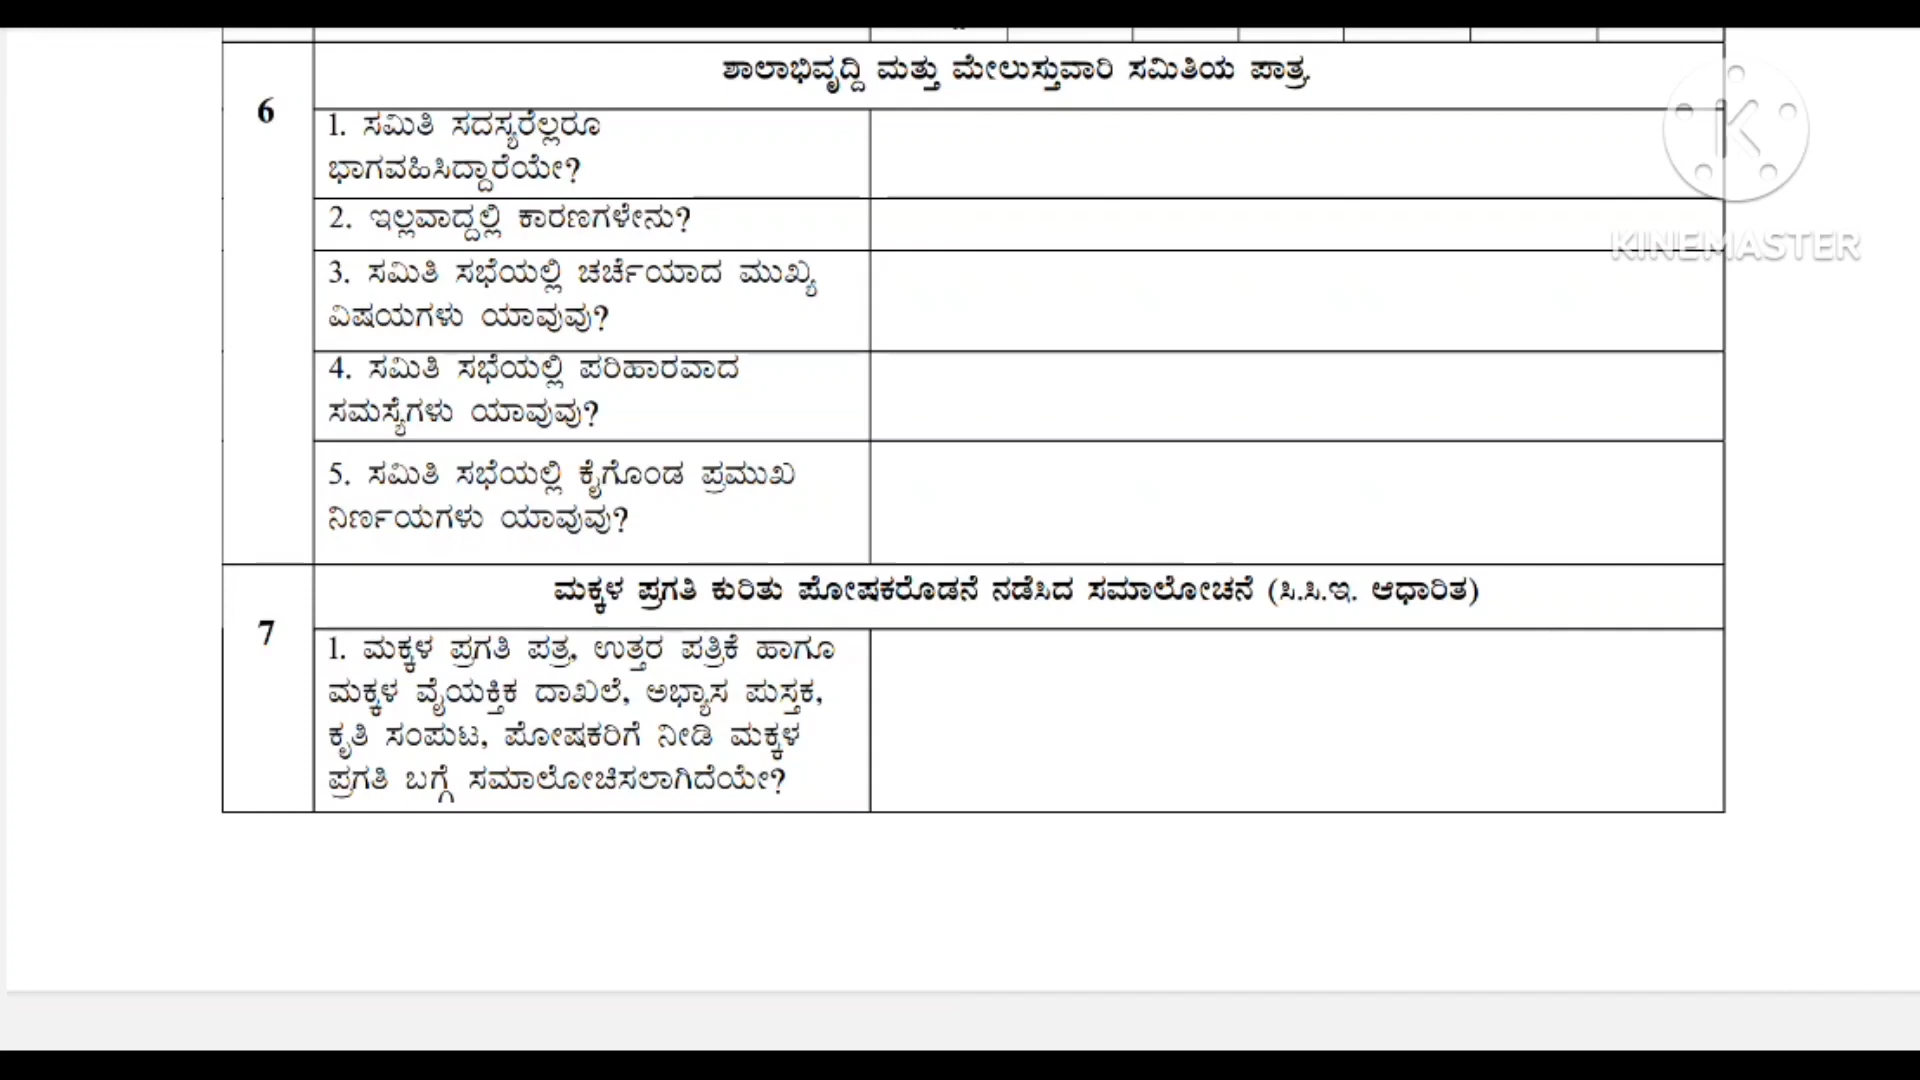 6
ಶಾಲಾಭಿವೃದ್ದಿ ಮತ್ತು ಮೇಲುಸ್ತುವಾರಿ ಸಮಿತಿಯ ಪಾತ್ರ
1. ಸಮಿತಿ ಸದಸ್ಯರೆಲ್ಲರೂ
ಭಾಗವಹಿಸಿದ್ದಾರೆಯೇ?
2. ಇಲ್ಲವಾದ್ದಲ್ಲಿ ಕಾರಣಗಳೇನು?
3. ಸಮಿತಿ ಸಭೆಯಲ್ಲಿ ಚರ್ಚೆಯಾದ ಮುಖ್ಯ
ವಿಷಯಗಳು ಯಾವುವು?
4. ಸಮಿತಿ ಸಭೆಯಲ್ಲಿ ಪರಿಹಾರವಾದ
ಸಮಸ್ಯೆಗಳು ಯಾವುವು?
5. ಸಮಿತಿ ಸಭೆಯಲ್ಲಿ ಕೈಗೊಂಡ ಪ್ರಮುಖ
ನಿರ್ಣಯಗಳು ಯಾವುವು?
7
ಮಕ್ಕಳ ಪ್ರಗತಿ ಕುರಿತು ಪೋಷಕರೊಡನೆ ನಡೆಸಿದ ಸಮಾಲೋಚನೆ (ಸಿ.ಸಿ.ಇ. ಆಧಾರಿತ)
1. ಮಕ್ಕಳ ಪ್ರಗತಿ ಪತ್ರ, ಉತ್ತರ ಪತ್ರಿಕೆ ಹಾಗೂ
ಮಕ್ಕಳ ವೈಯಕ್ತಿಕ ದಾಖಲೆ, ಅಭ್ಯಾಸ ಪುಸ್ತಕ,
ಕೃತಿ ಸಂಪುಟ, ಪೋಷಕರಿಗೆ ನೀಡಿ ಮಕ್ಕಳ
ಪ್ರಗತಿ ಬಗ್ಗೆ ಸಮಾಲೋಚಿಸಲಾಗಿದೆಯೇ?
K
KINEMASTER